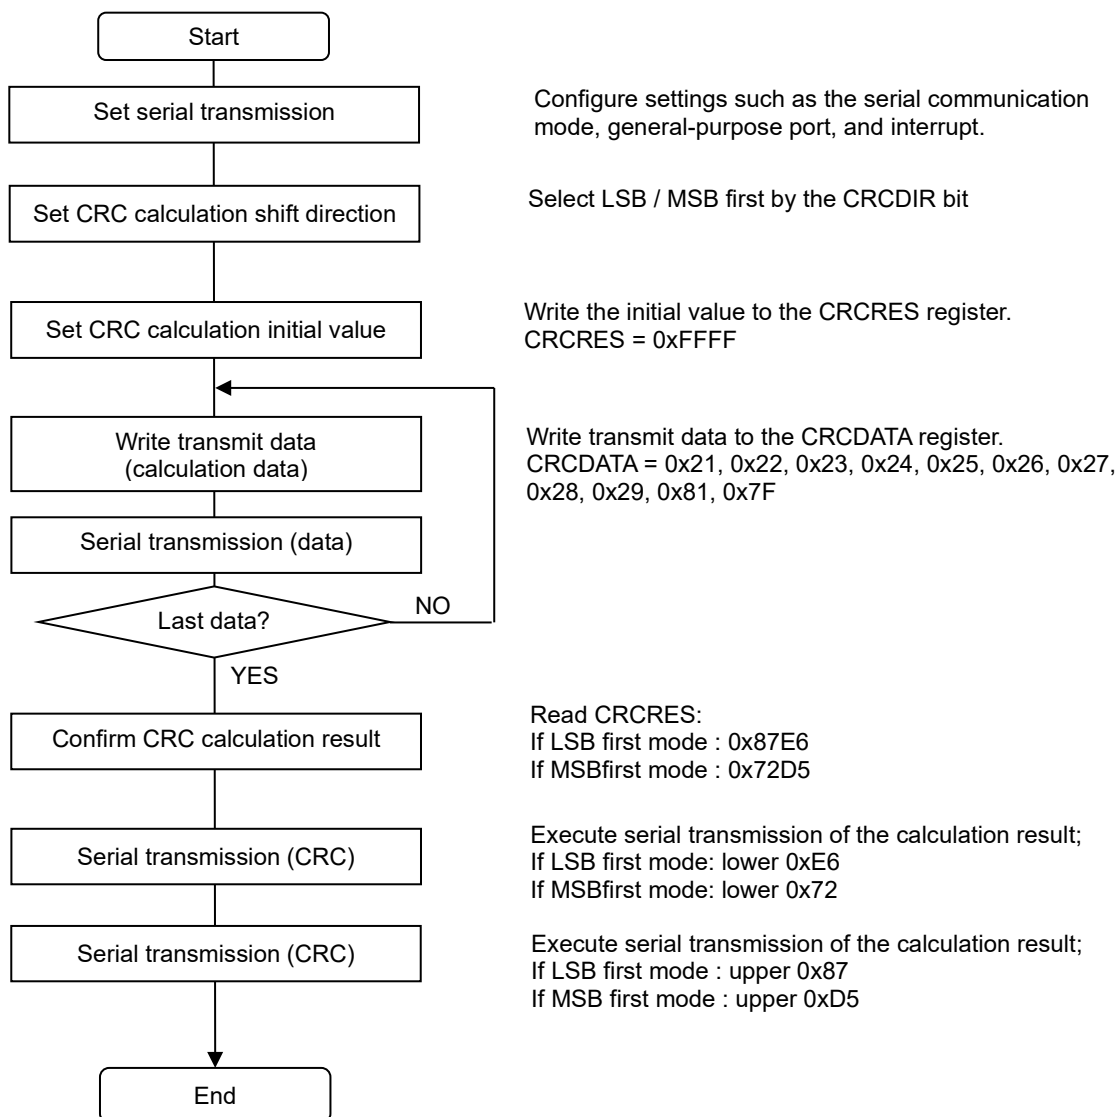 Start
Set serial transmission
Configure settings such as the serial communication
mode, general-purpose port, and interrupt.
Set CRC calculation shift direction
Select LSB / MSB first by the CRCDIR bit
Set CRC calculation initial value
Write the initial value to the CRCRES register.
CRCRES = 0xFFFF
Write transmit data
(calculation data)
Write transmit data to the CRCDATA register.
CRCDATA = 0x21, 0x22, 0x23, 0x24, 0x25, 0x26, 0x27,
0x28, 0x29, 0x81, 0x7F
Serial transmission (data)
Last data?
NO
YES
Confirm CRC calculation result
Read CRCRES:
If LSB first mode : 0x87E6
If MSBfirst mode : 0x72D5
Serial transmission (CRC)
Execute serial transmission of the calculation result;
If LSB first mode: lower 0xE6
If MSBfirst mode: lower 0x72
Serial transmission (CRC)
Execute serial transmission of the calculation result;
If LSB first mode : upper 0x87
If MSB first mode : upper 0xD5
End